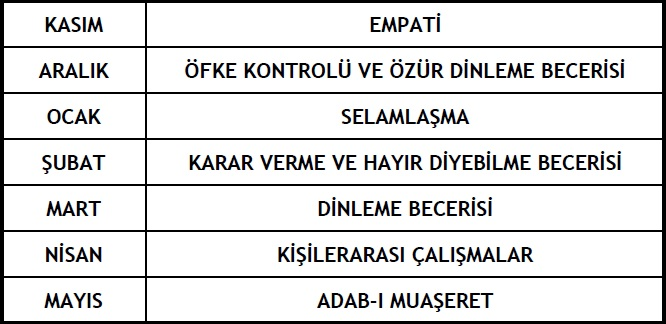 KASIM EMPATİ
ARALIK ÖFKE KONTROLÜ VE ÖZÜR DİNLEME BECERİSİ
OCAK SELAMLAŞMA
ŞUBAT KARAR VERME VE HAYIR DİYEBİLME BECERİSİ
MART DİNLEME BECERİSİ
NİSAN KİŞİLERARASI ÇALIŞMALAR
MAYIS ADAB-I MUAŞERET